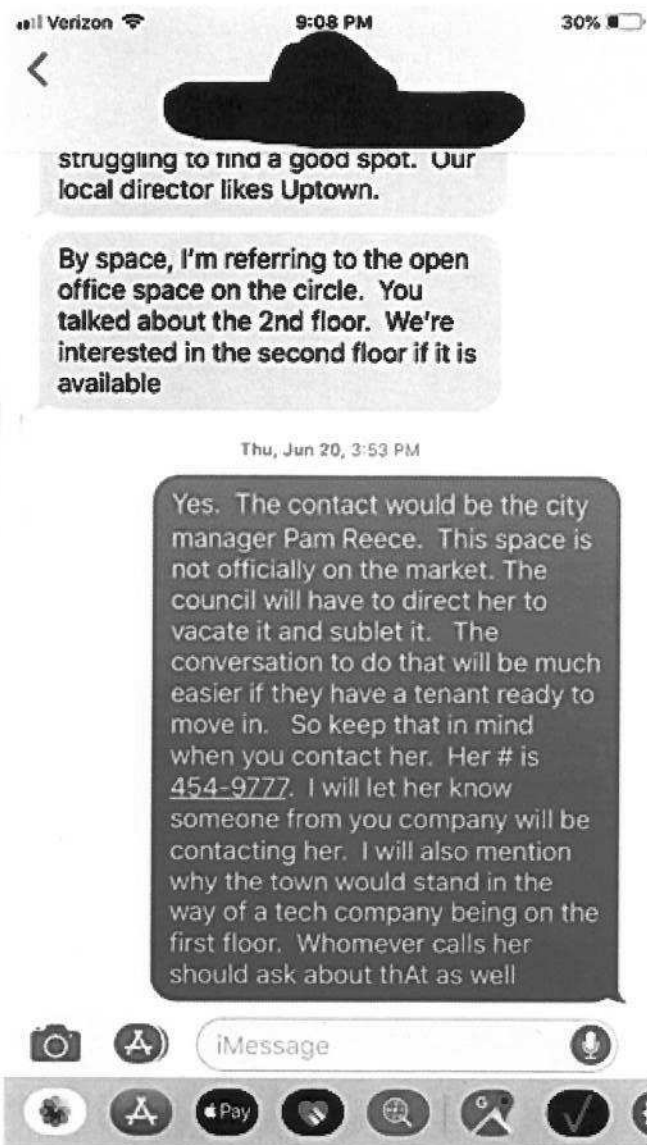 Verizon
9:08 PM
30%
struggling to find a good spot.  Our
local director likes Uptown.
By space, I'm referring to the open
office space on the circle.  You
talked about the 2nd floor.  We're
interested in the second floor if it is
available
Thu, Jun 20, 3:53 PM
Yes.  The contact would be the city
manager Pam Reece.  This space is
not officially on the market. The
council will have to direct her to
vacate it and sublet it.   The
conversation to do that will be much
easier if they have a tenant ready to
move in.   So keep that in mind
when you contact her.  Her # is
454-9777.  I will let her know
someone from you company will be
contacting her.  I will also mention
why the town would stand in the
way of a tech company being on the
first floor.  Whomever calls her
should ask about thAt as well
iMessage
Pay
G